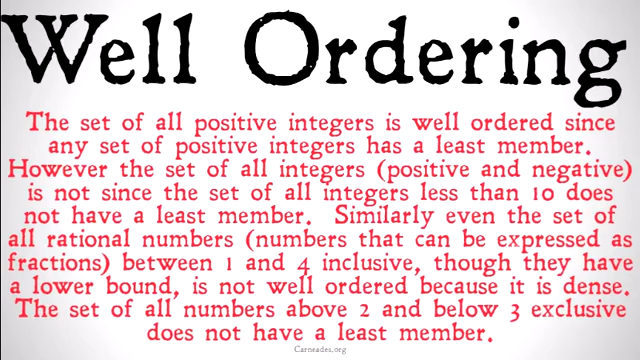 Well Ordering
The set of all positive integers is well ordered since
any set of positive integers has a least member.
However the set of all integers (positive and negative)
is not since the set of all integers less than 10 does
not have a least member. Similarly even the set of
all rational numbers (numbers that can be expressed as
fractions) between 1 and 4 inclusive, though they have
a lower bound, is not well ordered because it is dense.
The set of all numbers above 2 and below 3 exclusive
does not have a least member.
Carneades.org